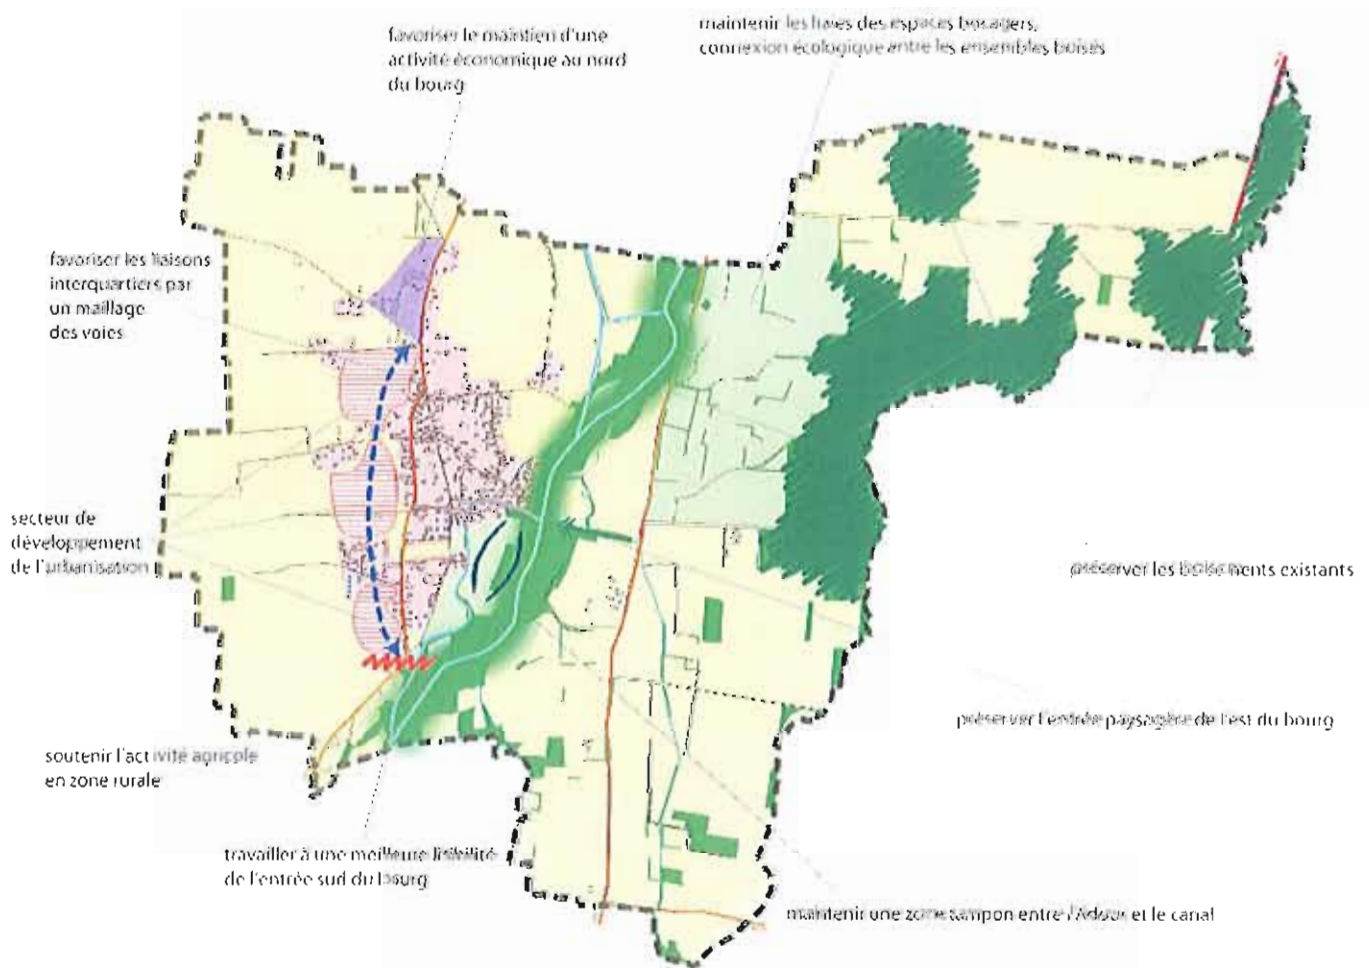 favoriser le maintien d'une
activité économique au nord
du bourg
maintenir les haies des espaces bocagers,
connexion écologique entre les ensembles boisés
favoriser les liaisons
interquartiers par
un maillage
des voies
secteur de
développement
de l'urbanisation
préserver les boisements existants
préserver l'entrée paysagère de l'est du bourg
soutenir l'activité agricole
en zone rurale
travailler à une meilleure lisibilité
de l'entrée sud du bourg
maintenir une zone tampon entre l'Adour et le canal